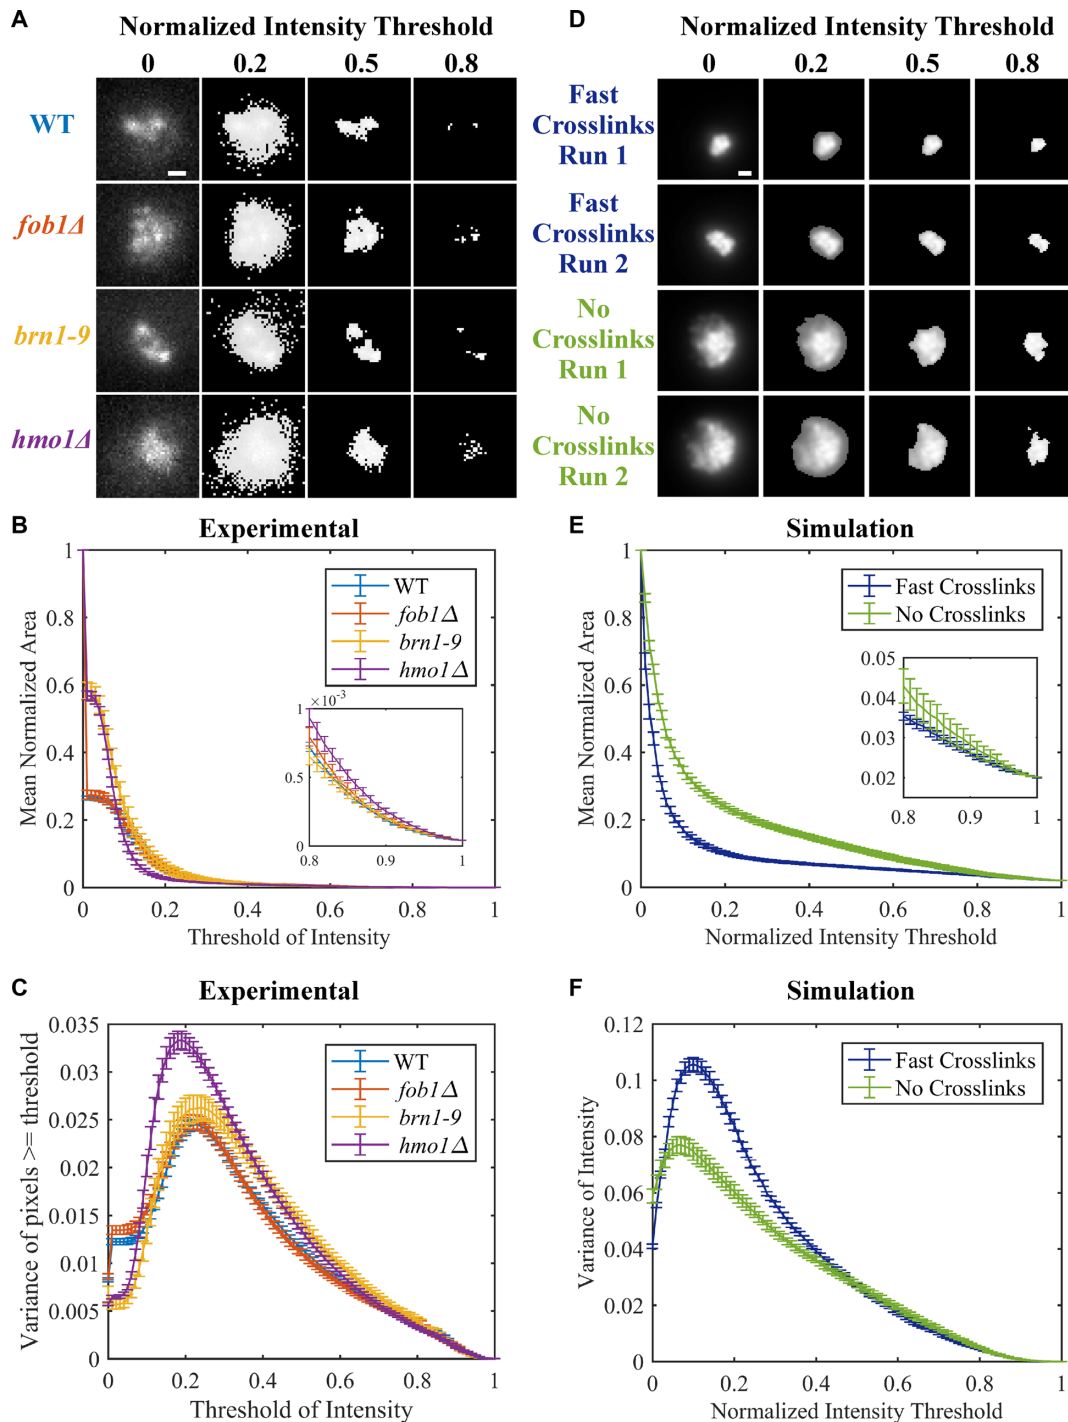 A
Normalized Intensity Threshold
0 0.2 0.5 0.8
WT
fob1Δ
brn1-9
hmo1Δ
D
Normalized Intensity Threshold
0 0.2 0.5 0.8
Fast
Crosslinks
Run 1
Fast
Crosslinks
Run 2
No
Crosslinks
Run 1
No
Crosslinks
Run 2
B
Experimental
Mean Normalized Area
1
0.8
0.6
0.4
0.2
0
0 0.2 0.4 0.6 0.8 1
Threshold of Intensity
WT
fob1Δ
brn1-9
hmo1Δ
×10⁻³
1
0.5
0
0.8 0.9 1
E
Simulation
Mean Normalized Area
1
0.8
0.6
0.4
0.2
0
0 0.2 0.4 0.6 0.8 1
Normalized Intensity Threshold
Fast Crosslinks
No Crosslinks
0.05
0.04
0.03
0.02
0.8 0.9 1
C
Experimental
Variance of pixels >= threshold
0.035
0.03
0.025
0.02
0.015
0.01
0.005
0
0 0.2 0.4 0.6 0.8 1
Threshold of Intensity
WT
fob1Δ
brn1-9
hmo1Δ
F
Simulation
Variance of Intensity
0.12
0.1
0.08
0.06
0.04
0.02
0
0 0.2 0.4 0.6 0.8 1
Normalized Intensity Threshold
Fast Crosslinks
No Crosslinks